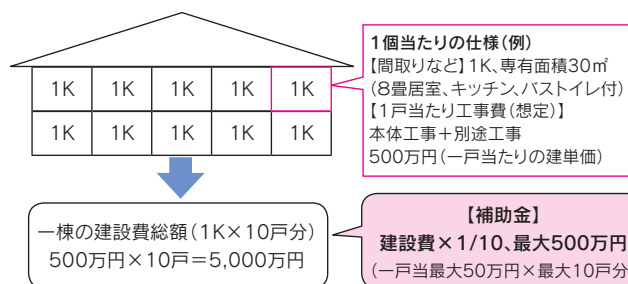 1K 1K 1K 1K 1K
1K 1K 1K 1K 1K
1個当たりの仕様(例)
【間取りなど】1K、専有面積30㎡
(8畳居室、キッチン、バストイレ付)
【1戸当たり工事費(想定)】
本体工事+別途工事
500万円(一戸当たりの建単価)
一棟の建設費総額(1K×10戸分)
500万円×10戸=5,000万円
【補助金】
建設費×1/10、最大500万円
(一戸当最大50万円×最大10戸分